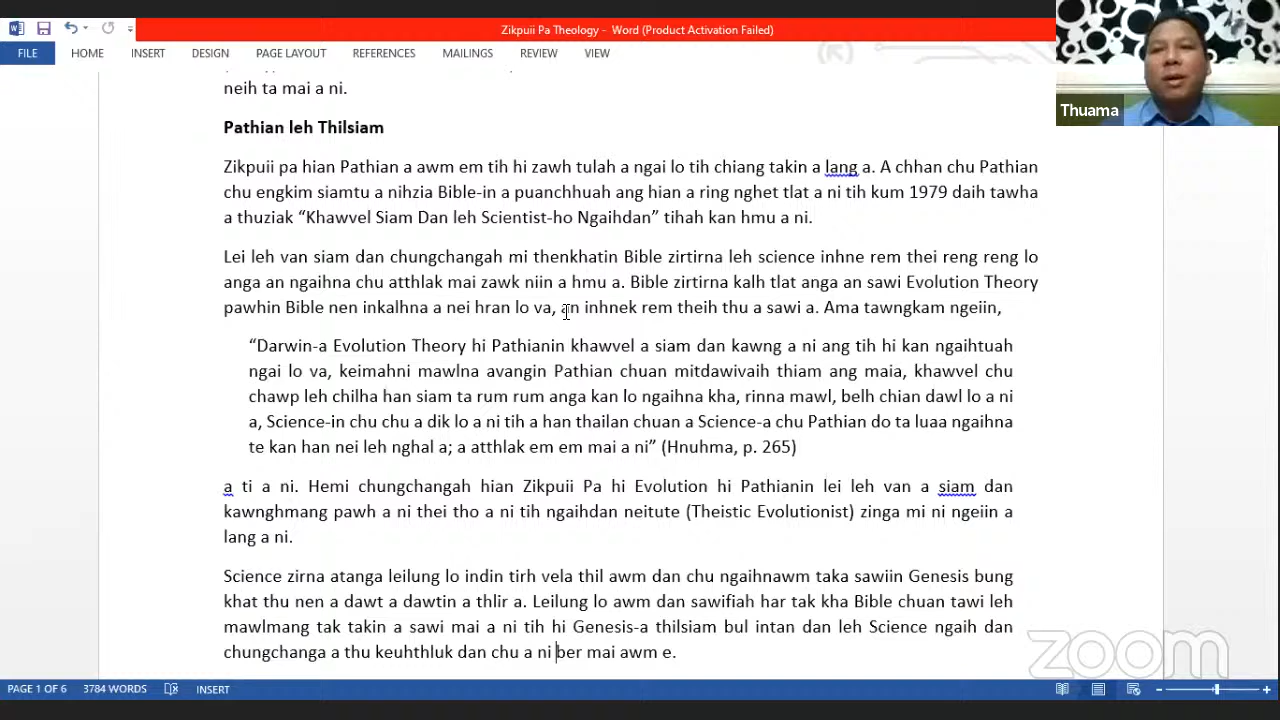 Zikpuii Pa Theology - Word (Product Activation Failed)
FILE HOME INSERT DESIGN PAGE LAYOUT REFERENCES MAILINGS REVIEW VIEW
Thuama
neih ta mai a ni.
Pathian leh Thilsiam
Zikpuii pa hian Pathian a awm em tih hi zawh tulah a ngai lo tih chiang takin a lang a. A chhan chu Pathian
chu engkim siamtu a nihzia Bible-in a puanchhuah ang hian a ring nghet tlat a ni tih kum 1979 daih tawha
a thuziak “Khawvel Siam Dan leh Scientist-ho Ngaihdan” tihah kan hmu a ni.
Lei leh van siam dan chungchangah mi thenkhatin Bible zirtirna leh science inhne rem thei reng reng lo
anga an ngaihna chu atthlak mai zawk niin a hmu a. Bible zirtirna kalh tlat anga an sawi Evolution Theory
pawhin Bible nen inkalhna a nei hran lo va, an inhnek rem theih thu a sawi a. Ama tawngkam ngeiin,
“Darwin-a Evolution Theory hi Pathianin khawvel a siam dan kawng a ni ang tih hi kan ngaihtuah
ngai lo va, keimahni mawlna avangin Pathian chuan mitdawivaih thiam ang maia, khawvel chu
chawp leh chilha han siam ta rum rum anga kan lo ngaihna kha, rinna mawl, belh chian dawl lo a ni
a, Science-in chu chu a dik lo a ni tih a han thailan chuan a Science-a chu Pathian do ta luaa ngaihna
te kan han nei leh nghal a; a atthlak em em mai a ni” (Hnuhma, p. 265)
a ti a ni. Hemi chungchangah hian Zikpuii Pa hi Evolution hi Pathianin lei leh van a siam dan
kawnghmang pawh a ni thei tho a ni tih ngaihdan neitute (Theistic Evolutionist) zinga mi ni ngeiin a
lang a ni.
Science zirna atanga leilung lo indin tirh vela thil awm dan chu ngaihnawm taka sawiin Genesis bung
khat thu nen a dawt a dawtin a thlir a. Leilung lo awm dan sawifiah har tak kha Bible chuan tawi leh
mawlmang tak takin a sawi mai a ni tih hi Genesis-a thilsiam bul intan dan leh Science ngaih dan
chungchanga a thu keuhthluk dan chu a ni ber mai awm e.
zoom
PAGE 1 OF 6 3784 WORDS INSERT